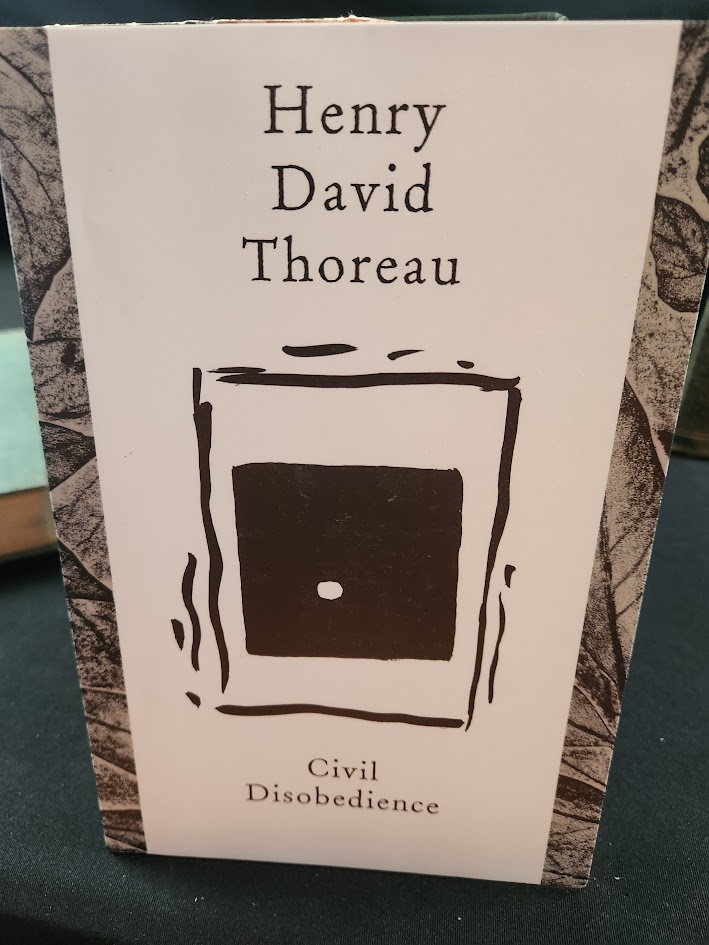 Henry
David
Thoreau
Civil
Disobedience